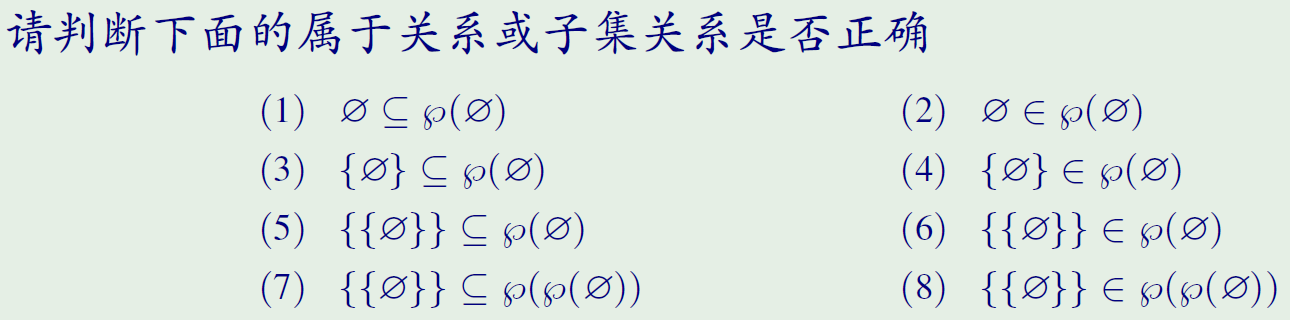 请判断下面的属于关系或子集关系是否正确
(1) ∅ ⊆ ℘(∅) (2) ∅ ∈ ℘(∅)
(3) {∅} ⊆ ℘(∅) (4) {∅} ∈ ℘(∅)
(5) {{∅}} ⊆ ℘(∅) (6) {{∅}} ∈ ℘(∅)
(7) {{∅}} ⊆ ℘(℘(∅)) (8) {{∅}} ∈ ℘(℘(∅))